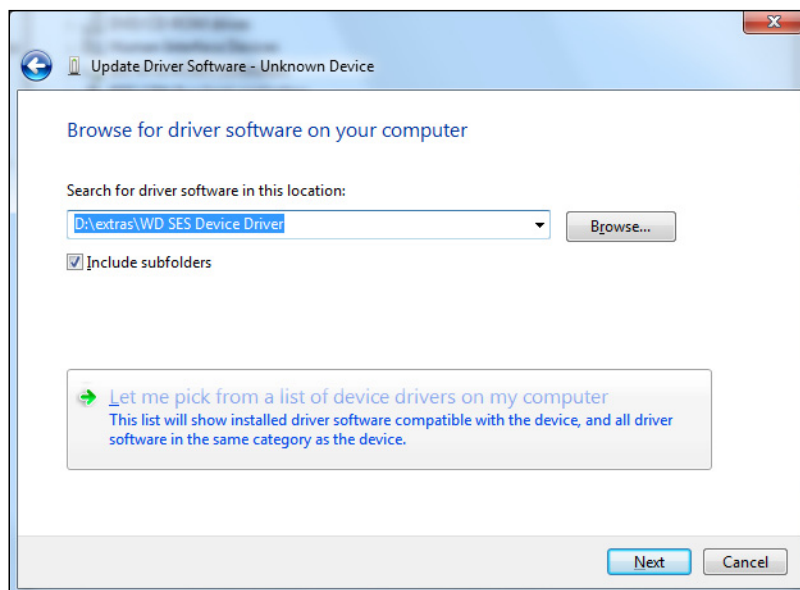 Update Driver Software - Unknown Device
Browse for driver software on your computer
Search for driver software in this location:
D:\extras\WD SES Device Driver
Browse...
Include subfolders
Let me pick from a list of device drivers on my computer
This list will show installed driver software compatible with the device, and all driver
software in the same category as the device.
Next
Cancel